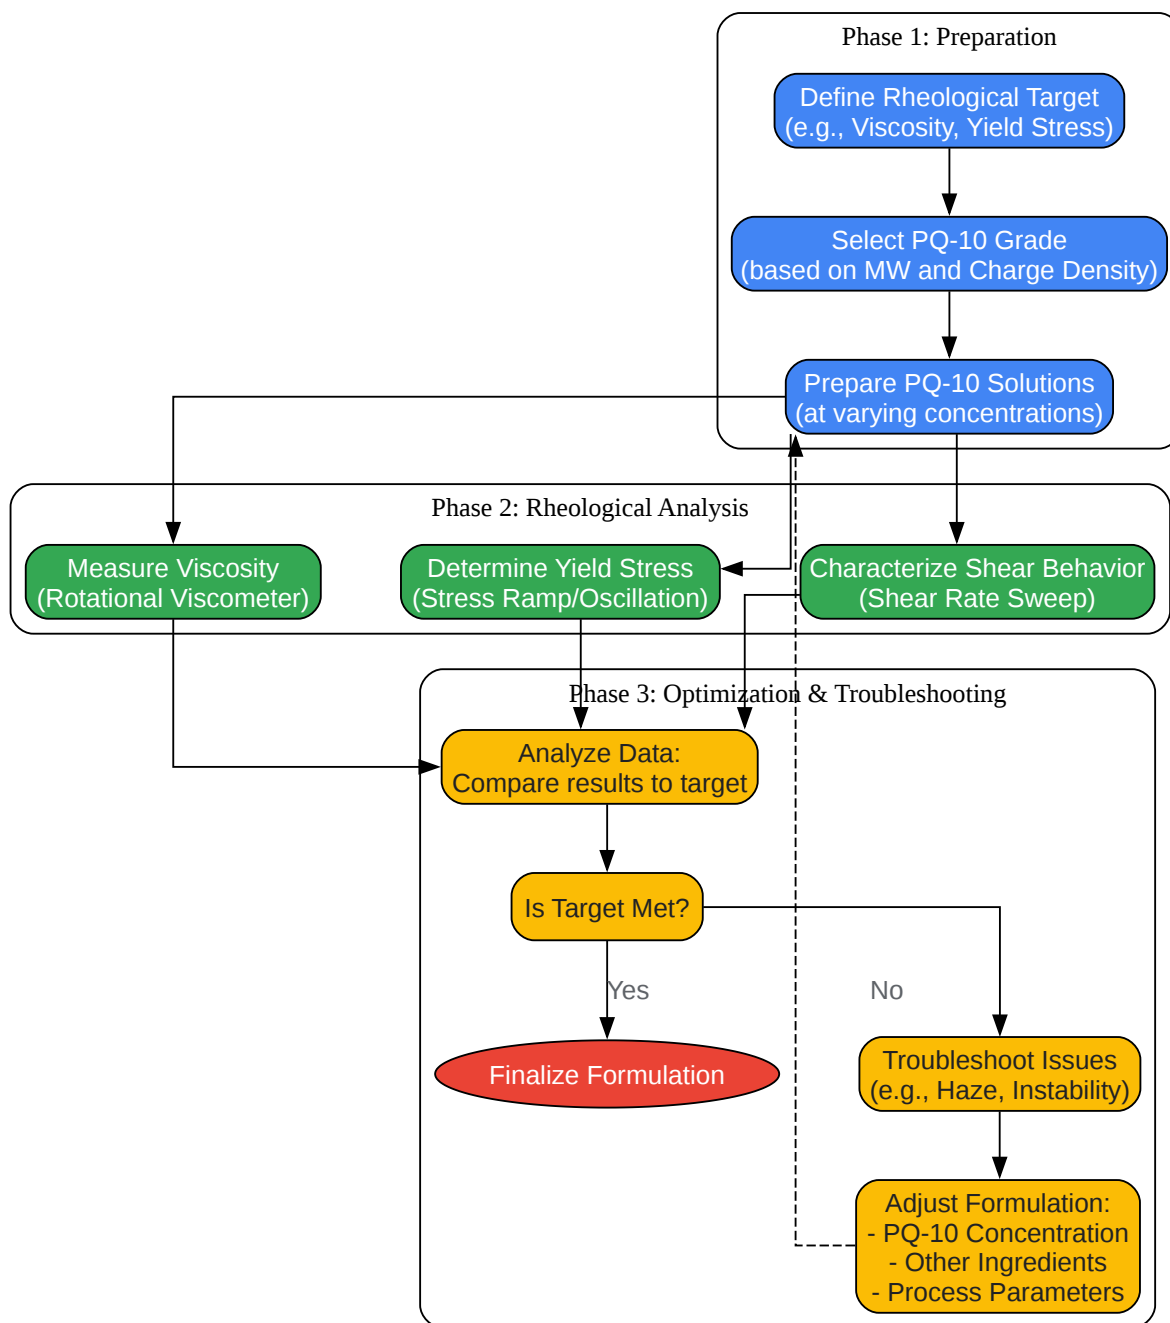 Phase 1: Preparation
Define Rheological Target
(e.g., Viscosity, Yield Stress)
Select PQ-10 Grade
(based on MW and Charge Density)
Prepare PQ-10 Solutions
(at varying concentrations)
Phase 2: Rheological Analysis
Measure Viscosity
(Rotational Viscometer)
Determine Yield Stress
(Stress Ramp/Oscillation)
Characterize Shear Behavior
(Shear Rate Sweep)
Phase 3: Optimization & Troubleshooting
Analyze Data:
Compare results to target
Is Target Met?
Yes
No
Finalize Formulation
Troubleshoot Issues
(e.g., Haze, Instability)
Adjust Formulation:
- PQ-10 Concentration
- Other Ingredients
- Process Parameters